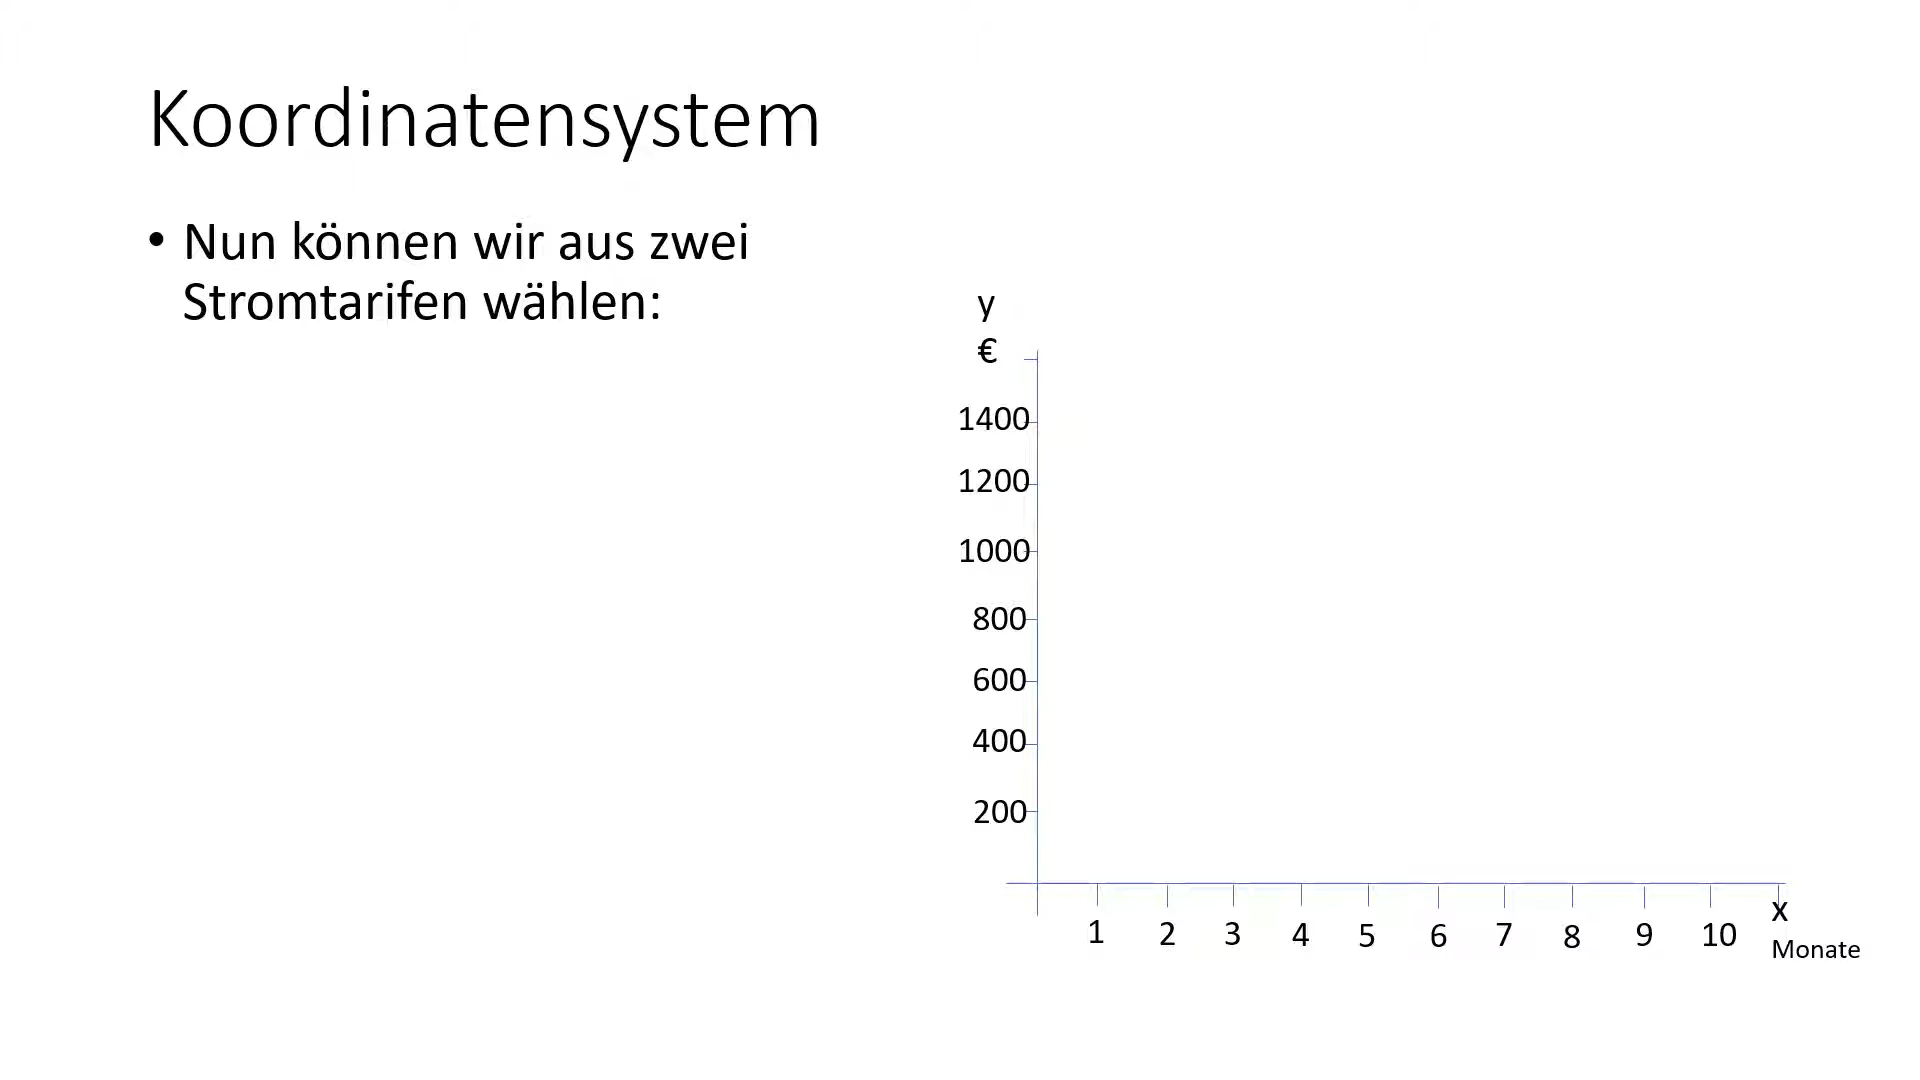 Koordinatensystem
• Nun können wir aus zwei
Stromtarifen wählen:
y
€
1400
1200
1000
800
600
400
200
1 2 3 4 5 6 7 8 9 10
x
Monate